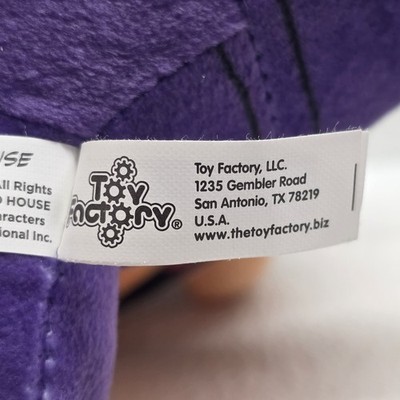 USE
All Rights
D HOUSE
aracters
ional Inc.
Toy
Factory®
Toy Factory, LLC.
1235 Gembler Road
San Antonio, TX 78219
U.S.A.
www.thetoyfactory.biz